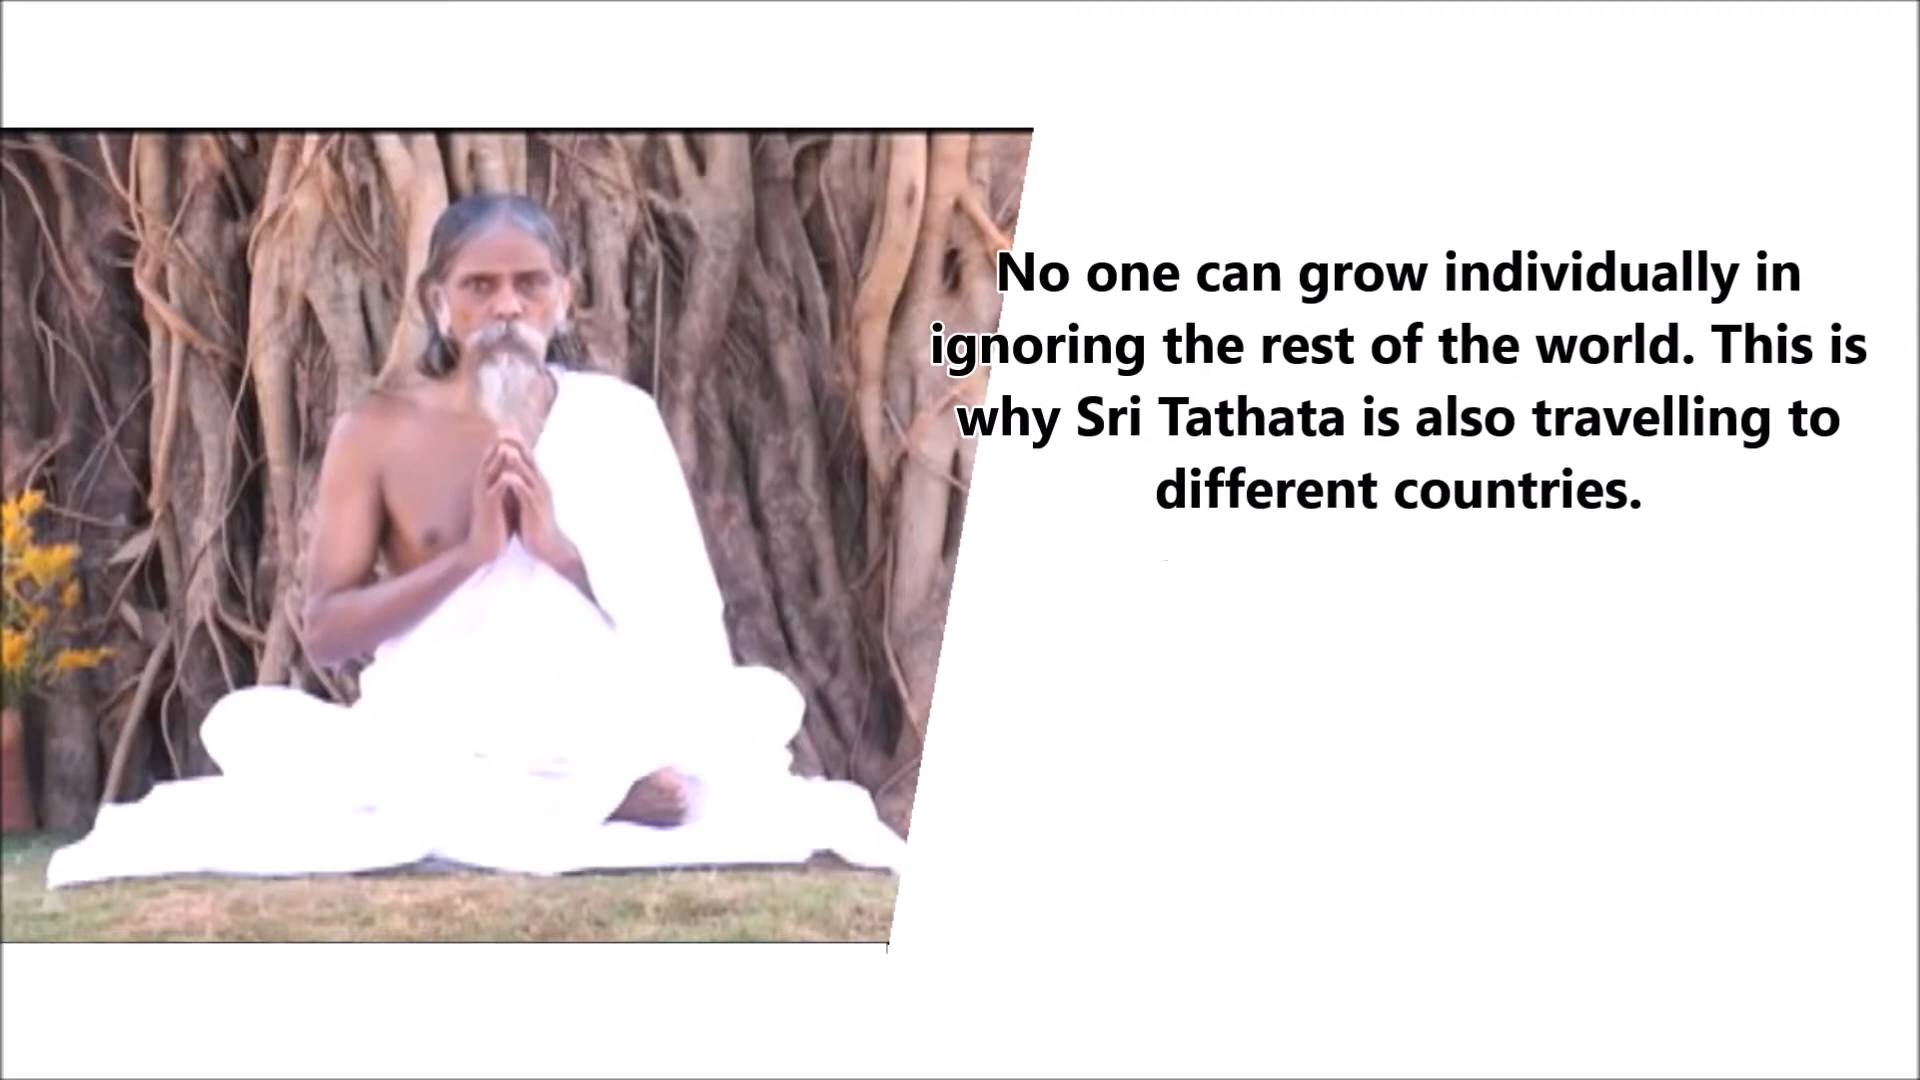 No one can grow individually in
ignoring the rest of the world. This is
why Sri Tathata is also travelling to
different countries.